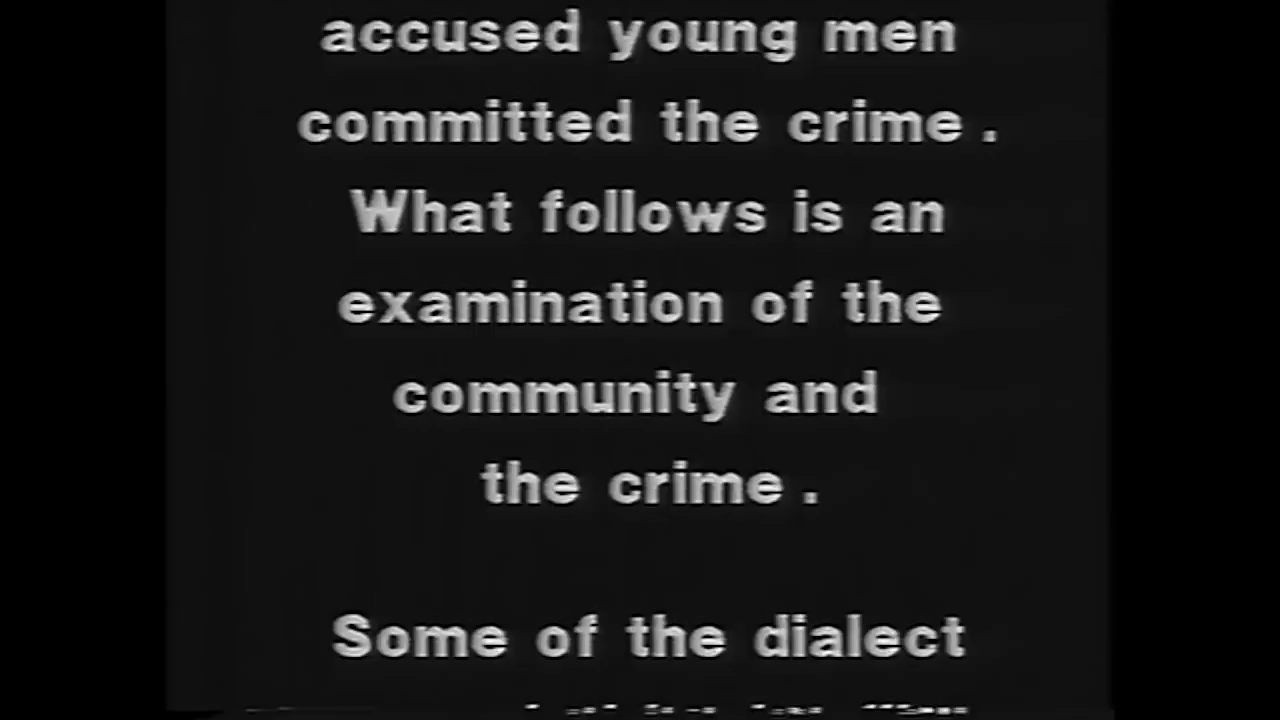 accused young men
committed the crime .
What follows is an
examination of the
community and
the crime .
Some of the dialect